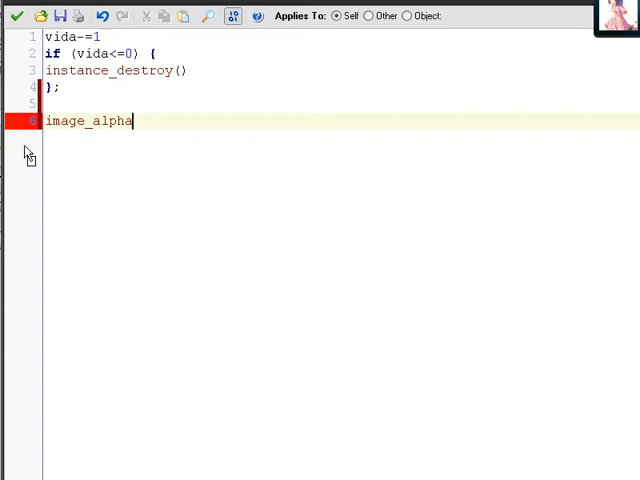 Applies To: Self Other Object:
1 vida-=1
2 if (vida<=0) {
3 instance_destroy()
4 };
5
6 image_alpha